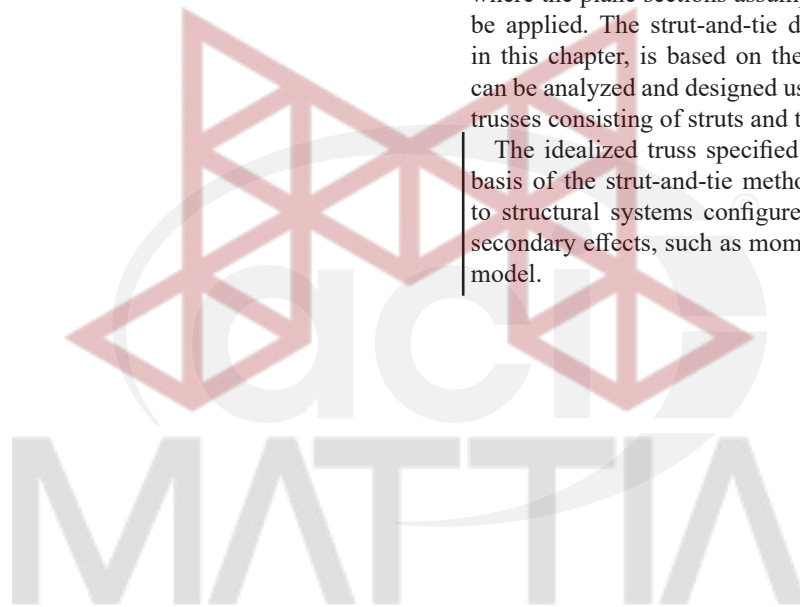 where the plane sections assump
be applied. The strut-and-tie d
in this chapter, is based on the
can be analyzed and designed us
trusses consisting of struts and t
The idealized truss specified
basis of the strut-and-tie metho
to structural systems configure
secondary effects, such as mom
model.
aci
®
MATTIA